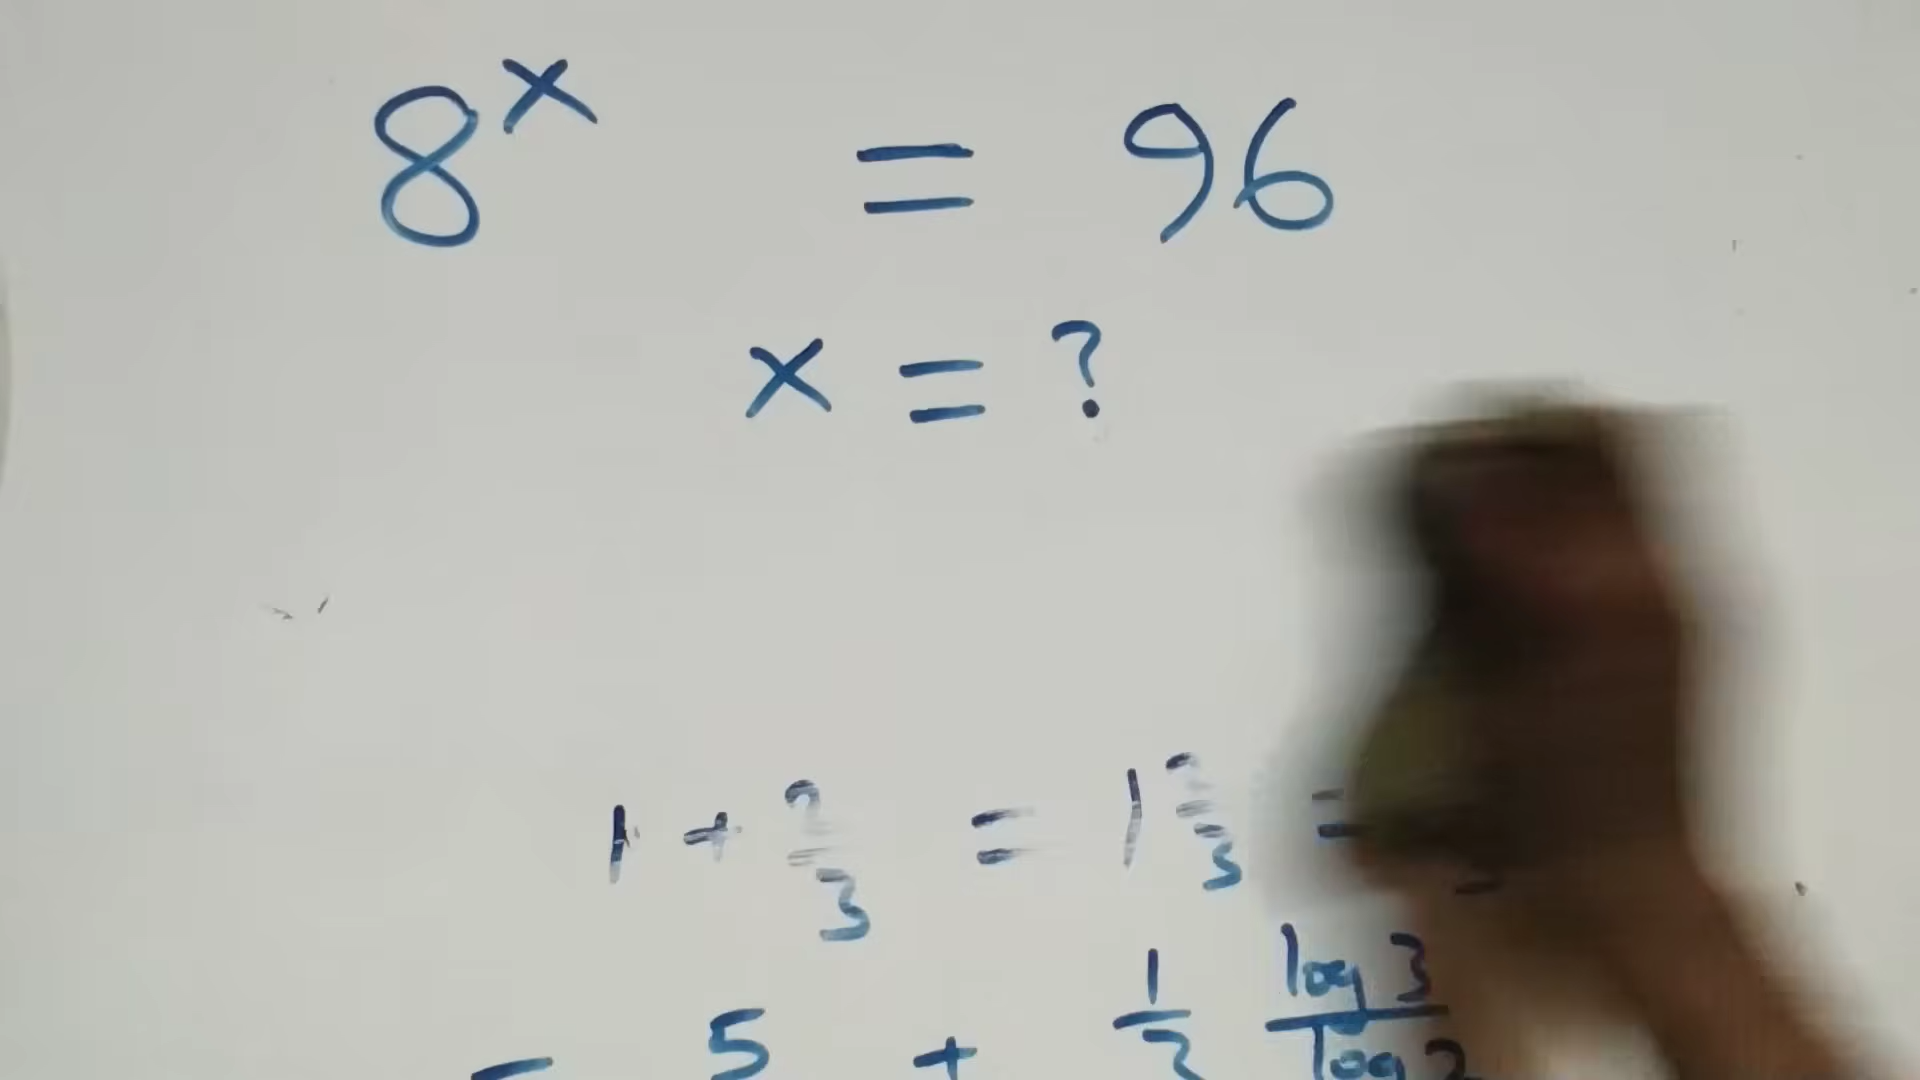 8^x = 96
x = ?
1 + 2/3 = 1 2/3 =
= 5 + 1/3 log 3/log 2